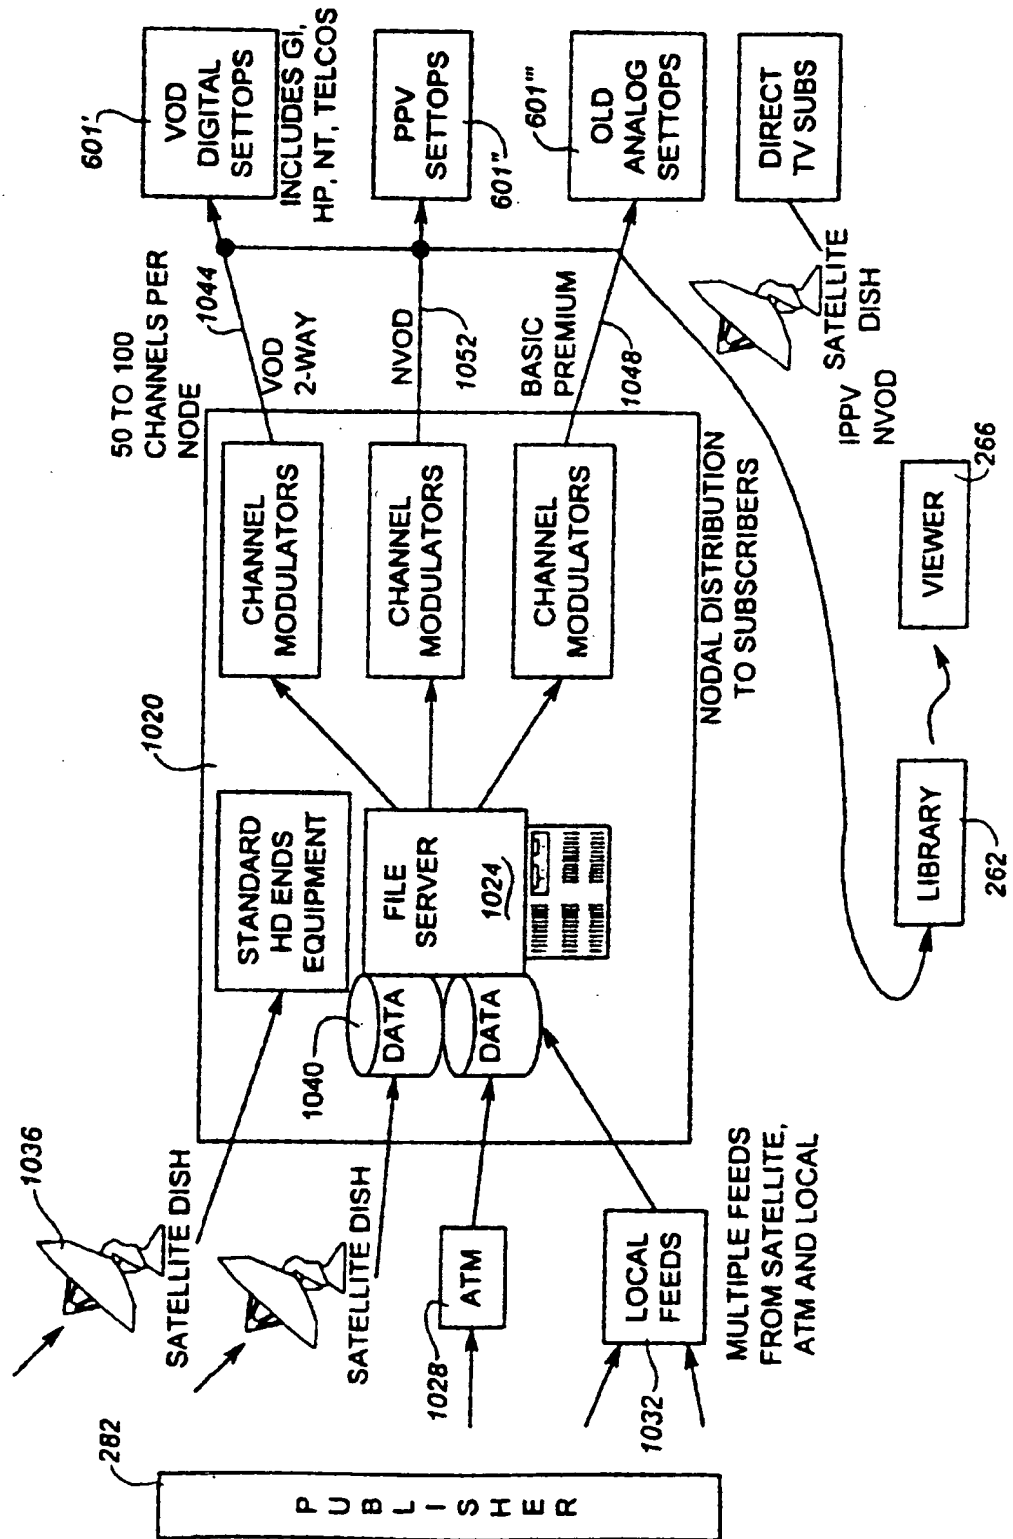 282
P U B L I S H E R
1036
SATELLITE DISH
SATELLITE DISH
1028
ATM
1032
LOCAL
FEEDS
MULTIPLE FEEDS
FROM SATELLITE,
ATM AND LOCAL
1020
STANDARD
HD ENDS
EQUIPMENT
1040
DATA
DATA
FILE
SERVER
1024
CHANNEL
MODULATORS
CHANNEL
MODULATORS
CHANNEL
MODULATORS
NODAL DISTRIBUTION
TO SUBSCRIBERS
50 TO 100
CHANNELS PER
NODE
1044
VOD
2-WAY
NVOD
1052
BASIC
PREMIUM
1048
601'
VOD
DIGITAL
SETTOPS
INCLUDES GI,
HP, NT, TELCOS
PPV
SETTOPS
601"
601'"
OLD
ANALOG
SETTOPS
DIRECT
TV SUBS
SATELLITE
DISH
IPPV
NVOD
LIBRARY
262
VIEWER
266